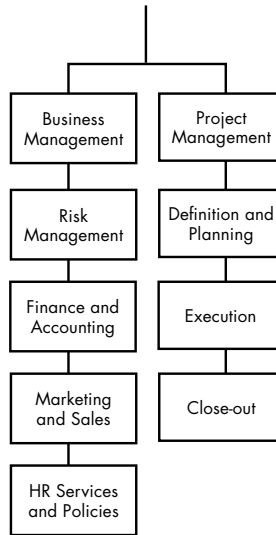 Business
Management
Risk
Management
Finance and
Accounting
Marketing
and Sales
HR Services
and Policies
Project
Management
Definition and
Planning
Execution
Close-out